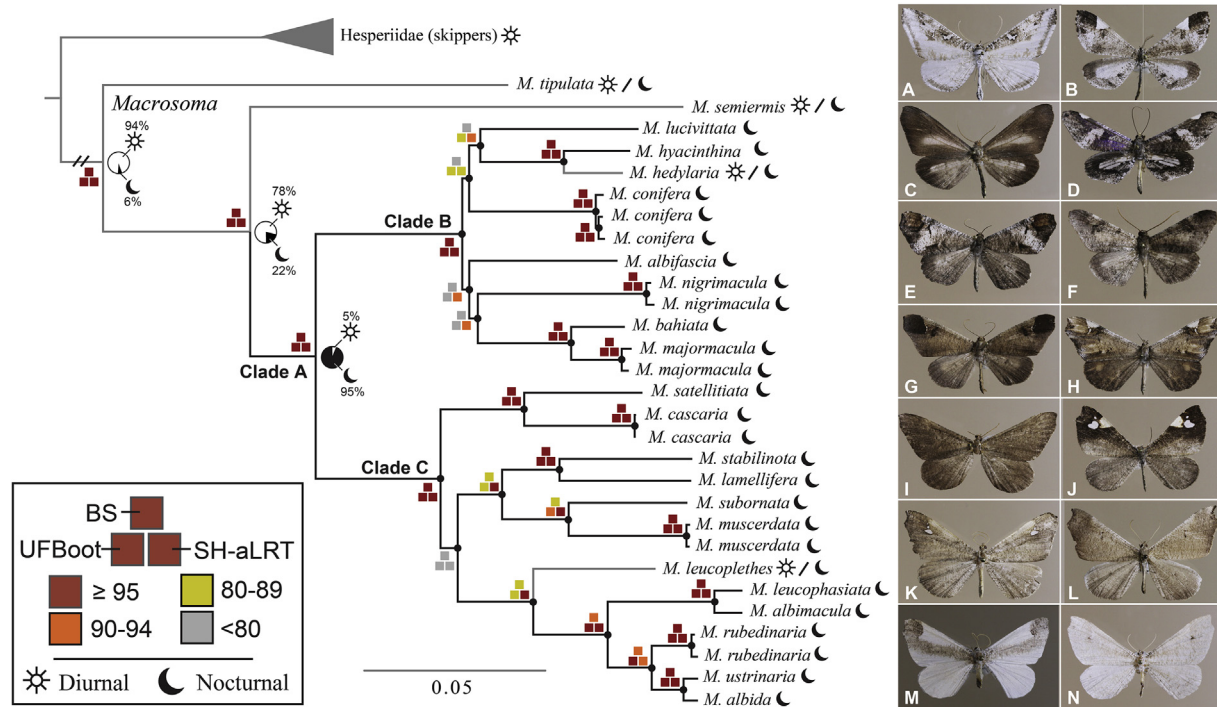 Hesperiidae (skippers)
M. tipulata /
Macrosoma
94%
6%
M. semiermis /
78%
22%
M. lucivittata
M. hyacinthina
M. hedylaria /
M. conifera
M. conifera
M. conifera
Clade B
M. albifascia
M. nigrimacula
M. nigrimacula
M. bahiata
M. majormacula
M. majormacula
5%
Clade A
95%
M. satellitiata
M. cascaria
M. cascaria
Clade C
M. stabilinota
M. lamellifera
M. subornata
M. muscerdata
M. muscerdata
M. leucoplethes /
M. leucophasiata
M. albimacula
M. rubedinaria
M. rubedinaria
M. ustrinaria
M. albida
0.05
BS
UFBoot SH-aLRT
≥ 95 80-89
90-94 <80
Diurnal Nocturnal
A B
C D
E F
G H
I J
K L
M N